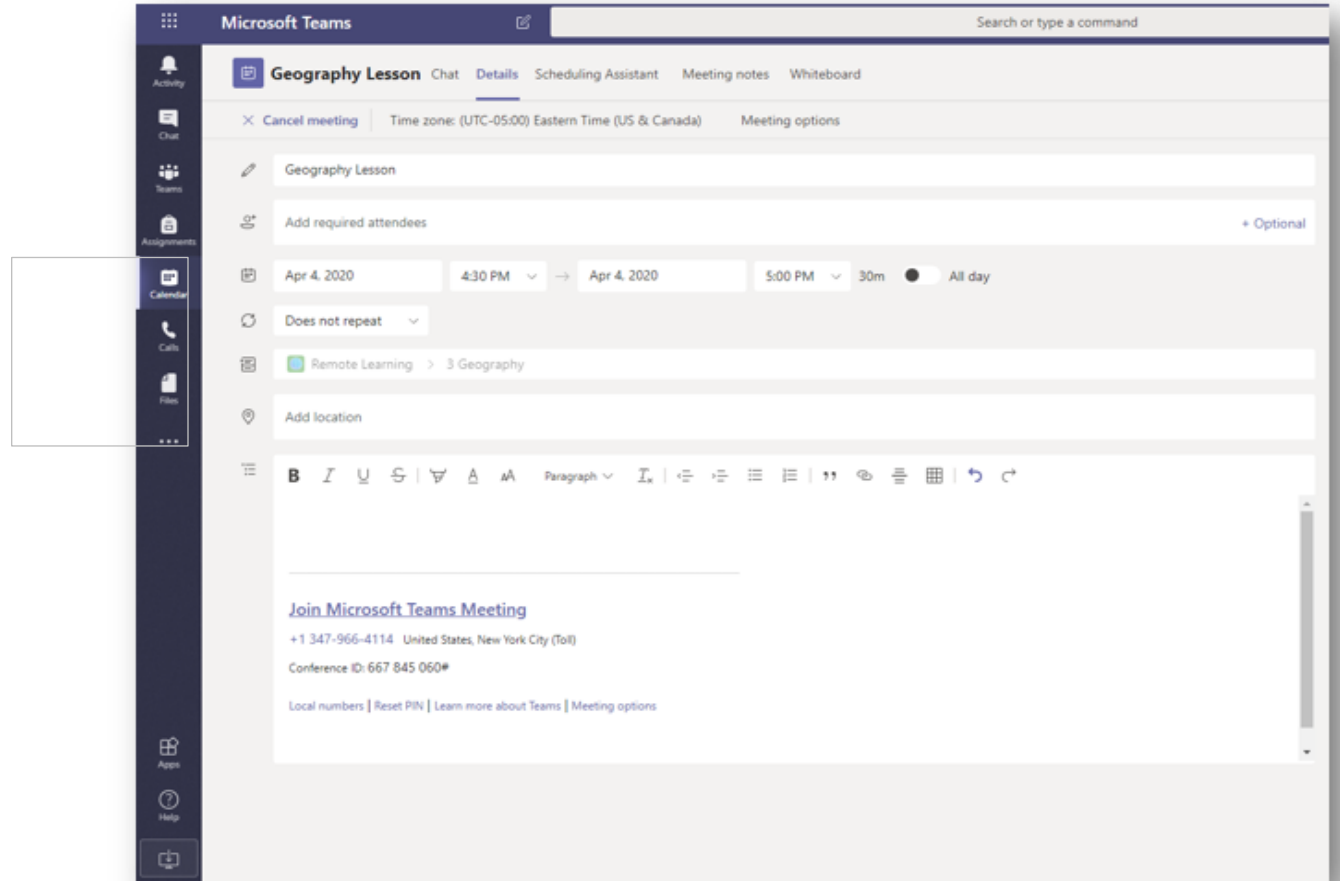 Microsoft Teams
Search or type a command
Activity
Chat
Teams
Assignments
Calendar
Calls
Files
Apps
Help
Geography Lesson Chat Details Scheduling Assistant Meeting notes Whiteboard
Cancel meeting Time zone: (UTC-05:00) Eastern Time (US & Canada) Meeting options
Geography Lesson
Add required attendees + Optional
Apr 4, 2020 4:30 PM → Apr 4, 2020 5:00 PM 30m All day
Does not repeat
Remote Learning > 3 Geography
Add location
B I U S A AA Paragraph Ix
Join Microsoft Teams Meeting
+1 347-966-4114 United States, New York City (Toll)
Conference ID: 667 845 060#
Local numbers | Reset PIN | Learn more about Teams | Meeting options